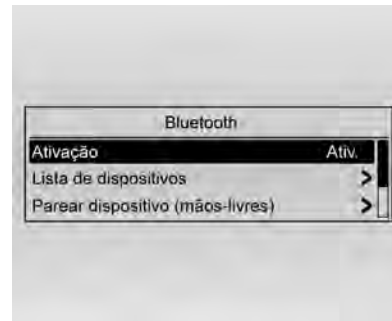 Bluetooth
Ativação Ativ.
Lista de dispositivos >
Parear dispositivo (mãos-livres) >